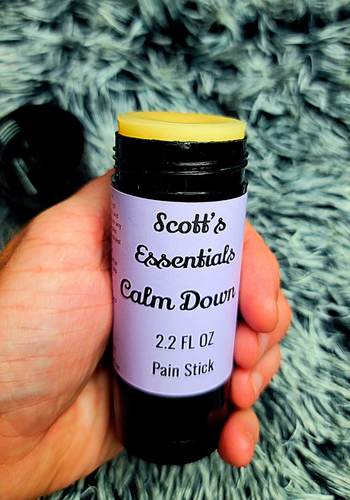 Scott's
Essentials
Calm Down
2.2 FL OZ
Pain Stick